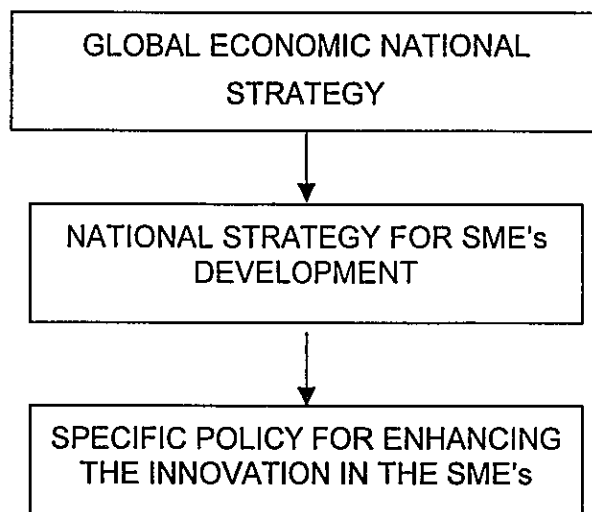 GLOBAL ECONOMIC NATIONAL
STRATEGY
NATIONAL STRATEGY FOR SME's
DEVELOPMENT
SPECIFIC POLICY FOR ENHANCING
THE INNOVATION IN THE SME's